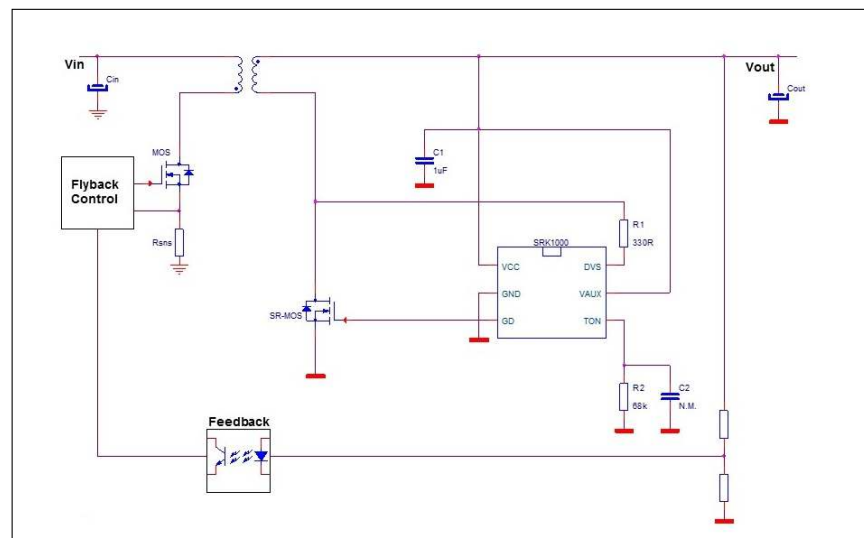 Vin
Cin
Vout
Cout
C1
1uF
MOS
Flyback
Control
Rsns
R1
330R
SRK1000
VCC
DVS
GND
VAUX
GD
TON
SR-MOS
R2
68k
C2
N.M.
Feedback